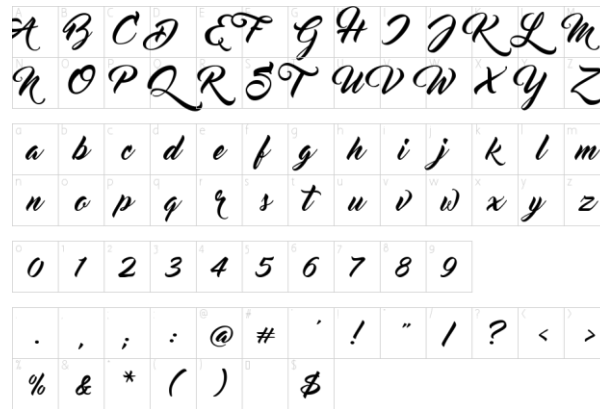 A B C D E F G H I J K L M
N O P Q R S T U V W X Y Z
a b c d e f g h i j k l m
n o p q r s t u v w x y z
0 1 2 3 4 5 6 7 8 9
. , ; : @ # ' ! " / ? < >
% & * ( ) $